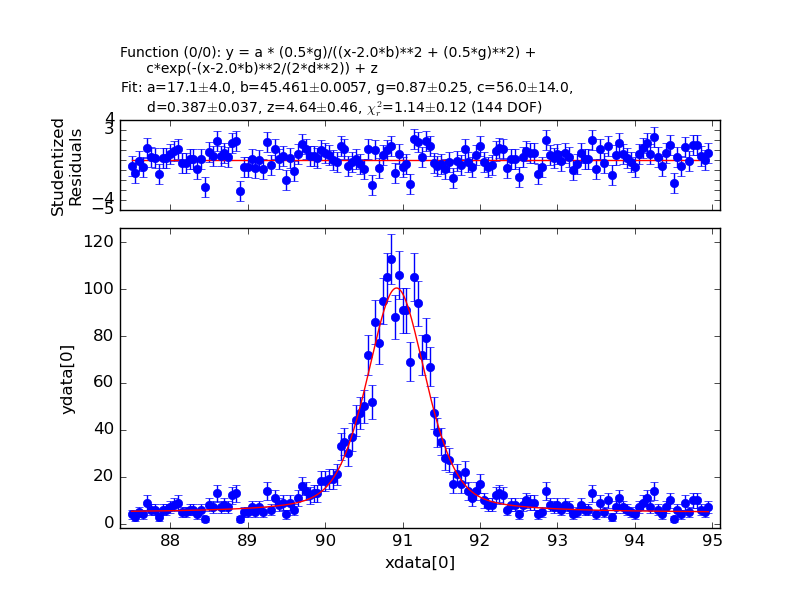 Function (0/0): y = a * (0.5*g)/((x-2.0*b)**2 + (0.5*g)**2) +
c*exp(-(x-2.0*b)**2/(2*d**2)) + z
Fit: a=17.1±4.0, b=45.461±0.0057, g=0.87±0.25, c=56.0±14.0,
d=0.387±0.037, z=4.64±0.46, χ²ᵣ=1.14±0.12 (144 DOF)
Studentized
Residuals
4
3
−4
−5
ydata[0]
120
100
80
60
40
20
0
88 89 90 91 92 93 94 95
xdata[0]